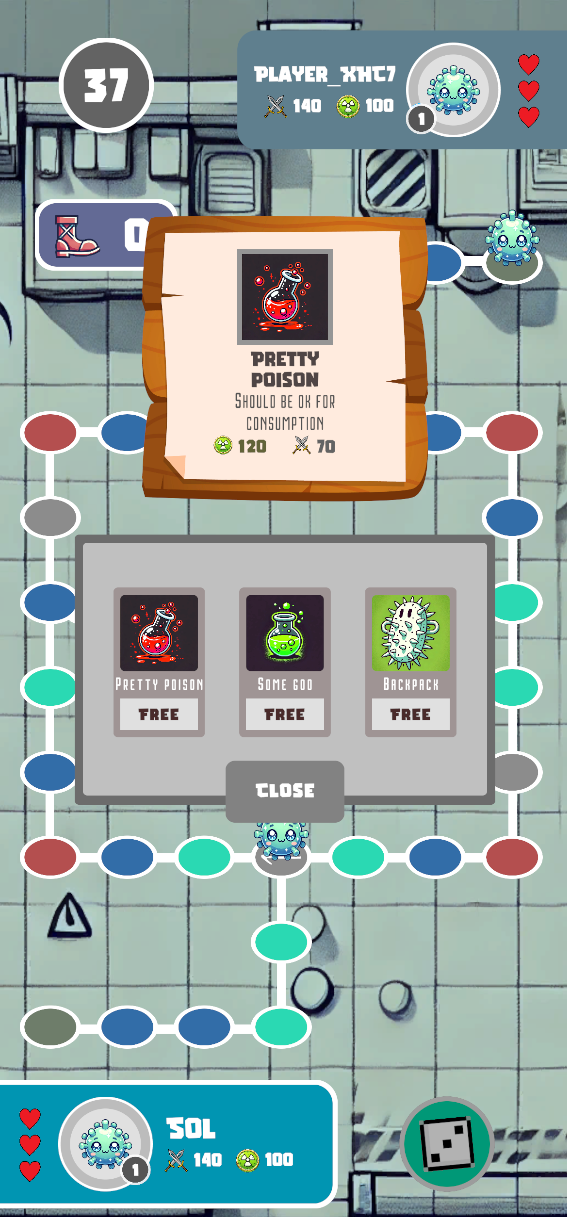 37
PLAYER_XHC7
140 100
1
0
PRETTY
POISON
SHOULD BE OK FOR
CONSUMPTION
120 70
PRETTY POISON SOME GOO BACKPACK
FREE FREE FREE
CLOSE
SOL
140 100
1